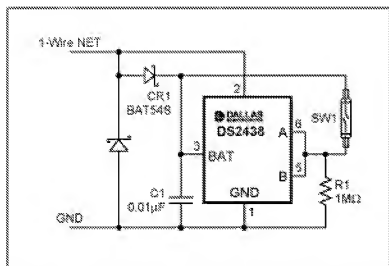 1-Wire NET
CR1
BAT54S
2
DALLAS
DS2438
A
6
SW1
3
BAT
B
5
C1
0.01µF
GND
R1
1MΩ
GND
1